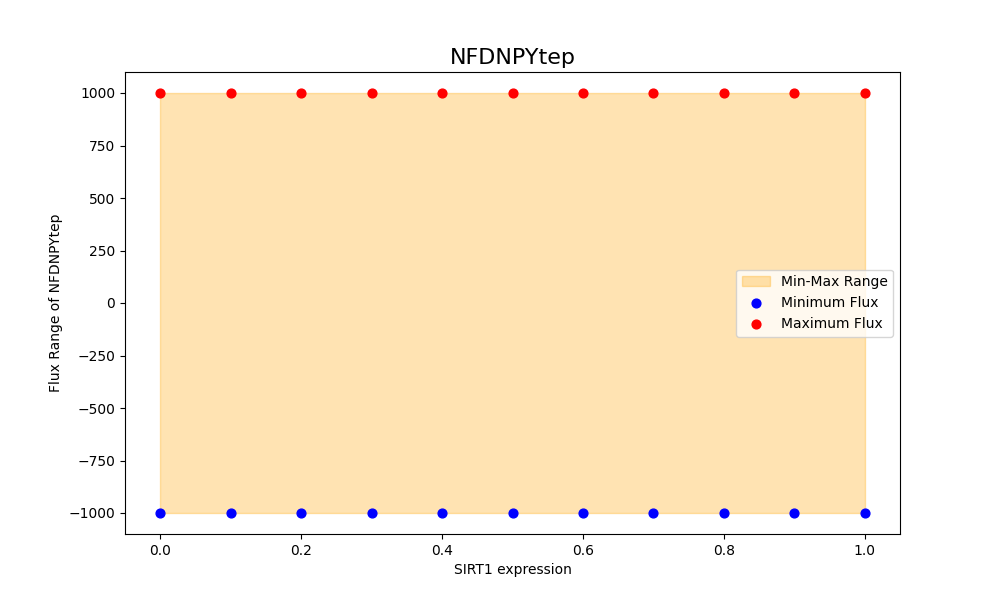 NFDNPYtep
1000
750
500
250
0
−250
−500
−750
−1000
Flux Range of NFDNPYtep
Min-Max Range
Minimum Flux
Maximum Flux
0.0 0.2 0.4 0.6 0.8 1.0
SIRT1 expression